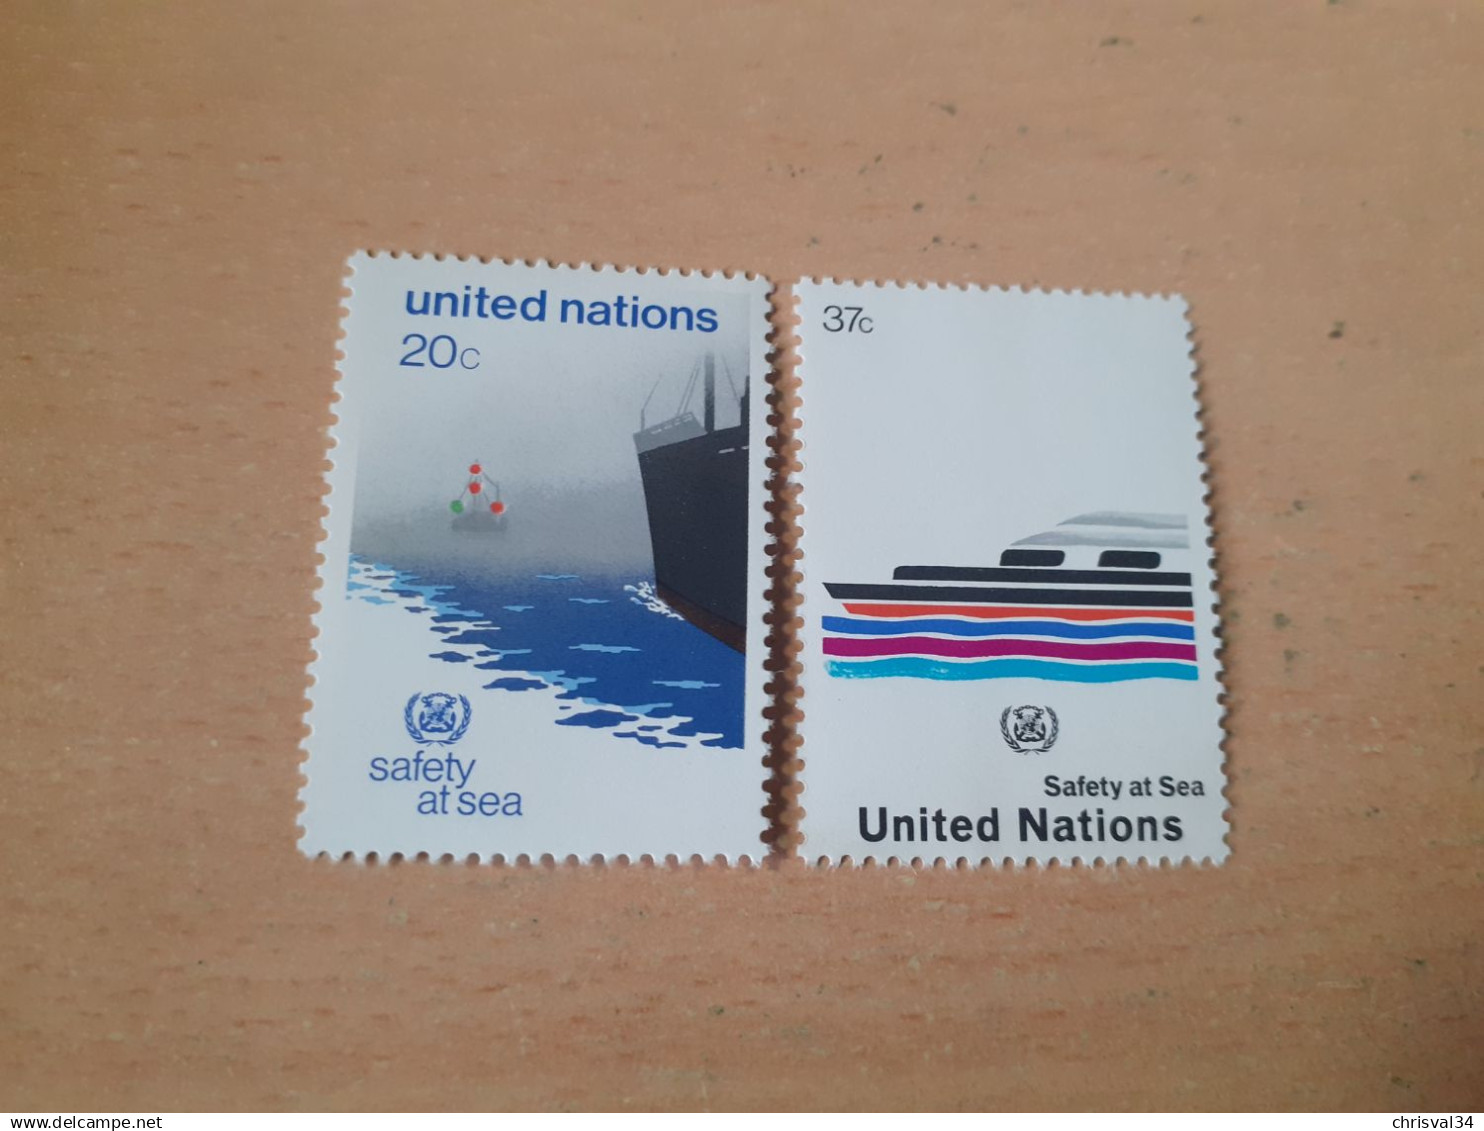 united nations
20c
safety
at sea
37c
Safety at Sea
United Nations
www.delcampe.net
chrisval34